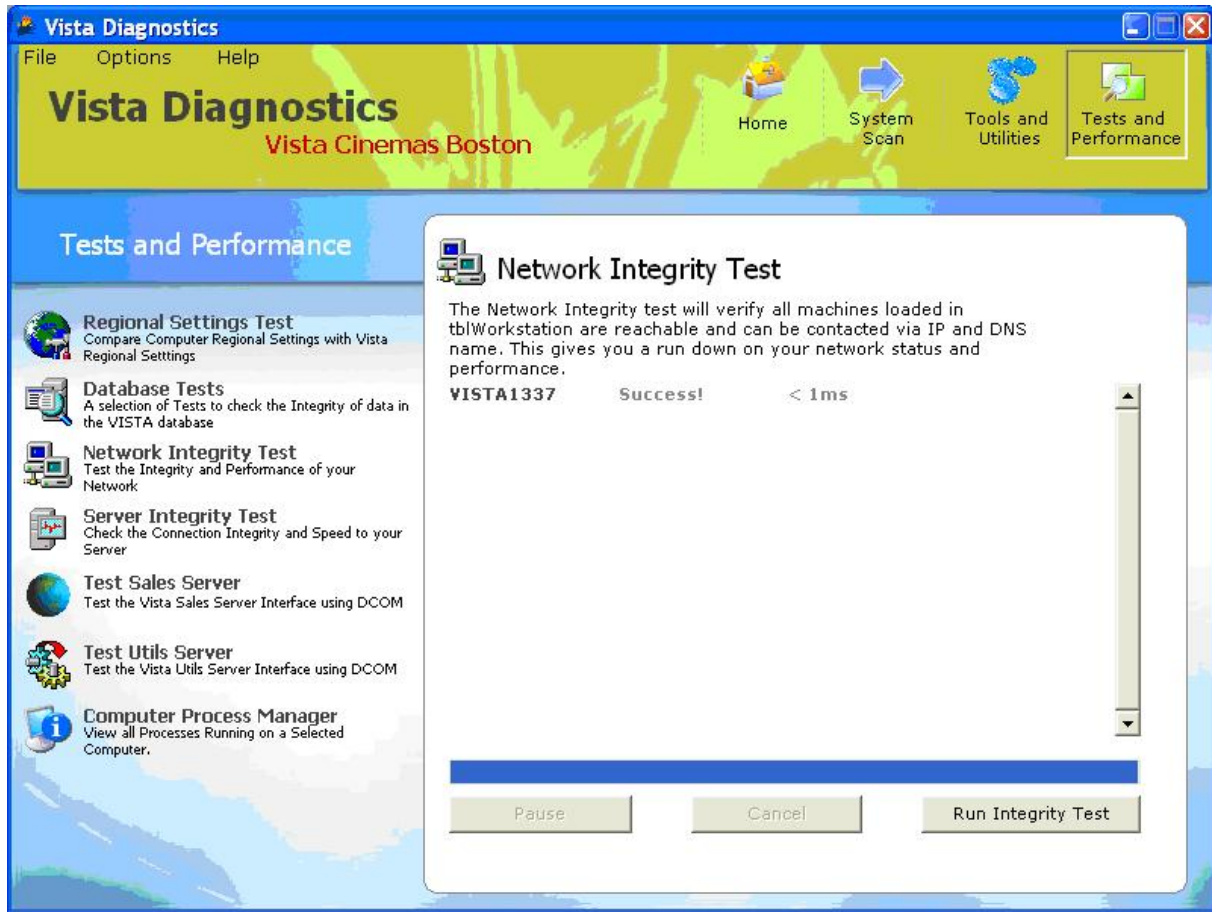 Vista Diagnostics
File Options Help
Vista Diagnostics
Vista Cinemas Boston
Home
System
Scan
Tools and
Utilities
Tests and
Performance
Tests and Performance
Regional Settings Test
Compare Computer Regional Settings with Vista
Regional Setttings
Database Tests
A selection of Tests to check the Integrity of data in
the VISTA database
Network Integrity Test
Test the Integrity and Performance of your
Network
Server Integrity Test
Check the Connection Integrity and Speed to your
Server
Test Sales Server
Test the Vista Sales Server Interface using DCOM
Test Utils Server
Test the Vista Utils Server Interface using DCOM
Computer Process Manager
View all Processes Running on a Selected
Computer.
Network Integrity Test
The Network Integrity test will verify all machines loaded in
tblWorkstation are reachable and can be contacted via IP and DNS
name. This gives you a run down on your network status and
performance.
VISTA1337 Success! < 1ms
Pause Cancel Run Integrity Test